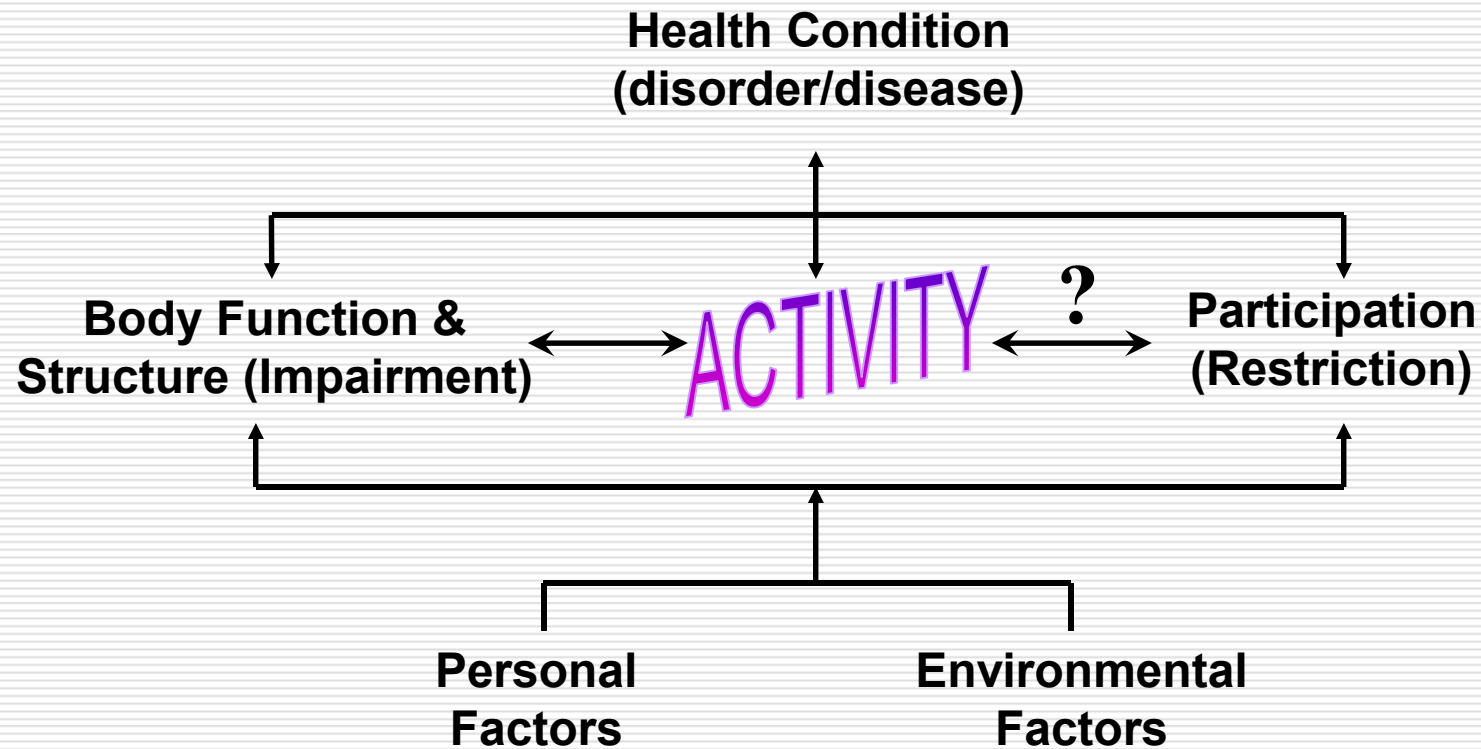 Health Condition
(disorder/disease)
Body Function &
Structure (Impairment)
ACTIVITY
?
Participation
(Restriction)
Personal
Factors
Environmental
Factors